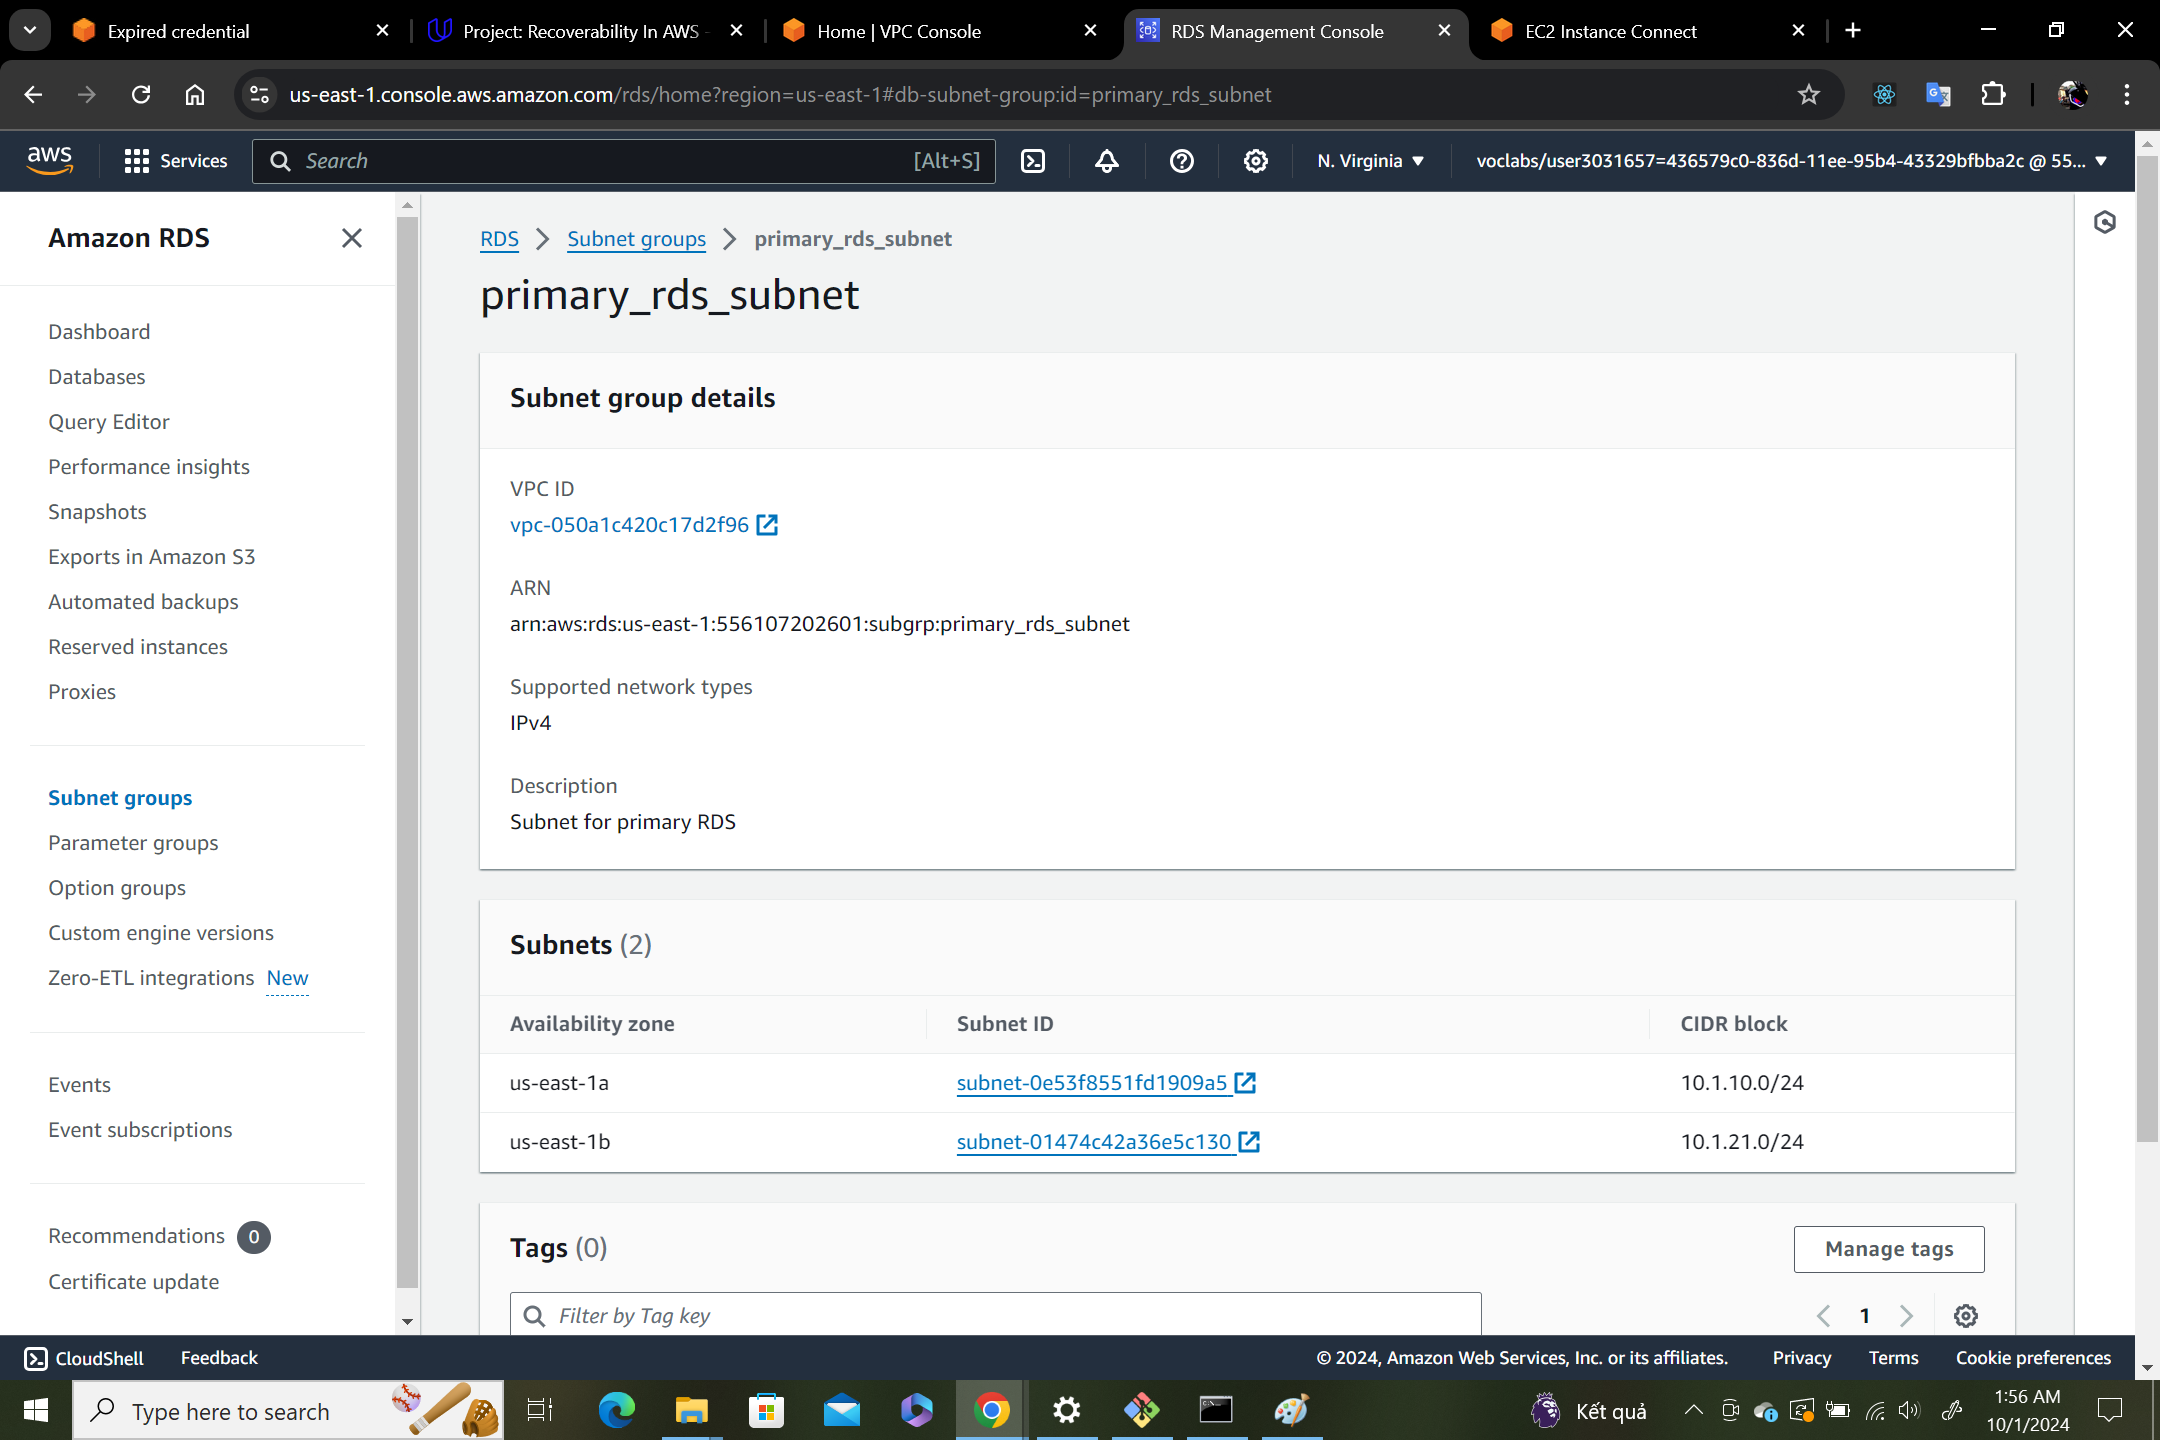 Expired credential
Project: Recoverability In AWS -
Home | VPC Console
RDS Management Console
EC2 Instance Connect
us-east-1.console.aws.amazon.com/rds/home?region=us-east-1#db-subnet-group:id=primary_rds_subnet
aws
Services
Search
[Alt+S]
N. Virginia
voclabs/user3031657=436579c0-836d-11ee-95b4-43329bfbba2c @ 55...
Amazon RDS
Dashboard
Databases
Query Editor
Performance insights
Snapshots
Exports in Amazon S3
Automated backups
Reserved instances
Proxies
Subnet groups
Parameter groups
Option groups
Custom engine versions
Zero-ETL integrations New
Events
Event subscriptions
Recommendations 0
Certificate update
RDS > Subnet groups > primary_rds_subnet
primary_rds_subnet
Subnet group details
VPC ID
vpc-050a1c420c17d2f96
ARN
arn:aws:rds:us-east-1:556107202601:subgrp:primary_rds_subnet
Supported network types
IPv4
Description
Subnet for primary RDS
Subnets (2)
Availability zone Subnet ID CIDR block
us-east-1a subnet-0e53f8551fd1909a5 10.1.10.0/24
us-east-1b subnet-01474c42a36e5c130 10.1.21.0/24
Tags (0)
Manage tags
Filter by Tag key
1
CloudShell Feedback
© 2024, Amazon Web Services, Inc. or its affiliates. Privacy Terms Cookie preferences
Type here to search
Kết quả
1:56 AM
10/1/2024